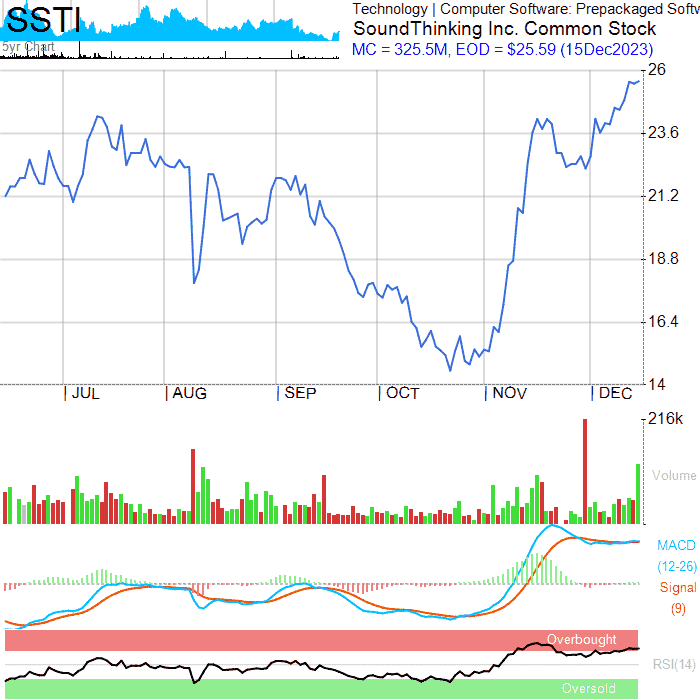 SSTI
5yr Chart
Technology | Computer Software: Prepackaged Softw
SoundThinking Inc. Common Stock
MC = 325.5M, EOD = $25.59 (15Dec2023)
26
23.6
21.2
18.8
16.4
14
| JUL | AUG | SEP | OCT | NOV | DEC
216k
Volume
MACD
(12-26)
Signal
(9)
Overbought
RSI(14)
Oversold